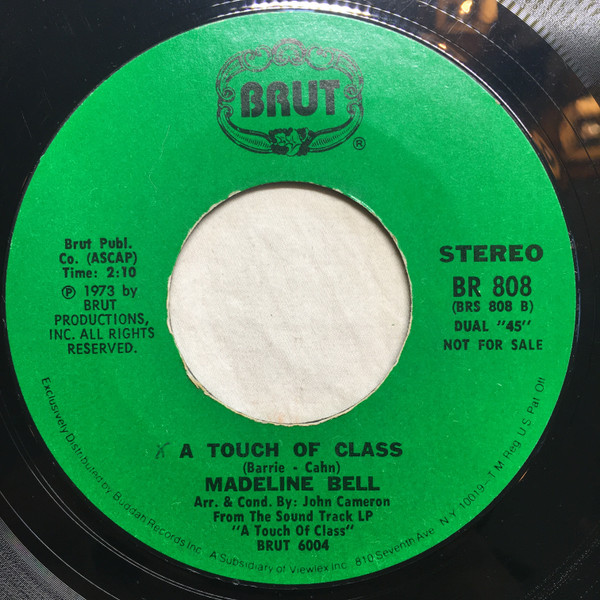 BRUT
®
Brut Publ.
Co. (ASCAP)
Time: 2:10
℗ 1973 by
BRUT
PRODUCTIONS,
INC. ALL RIGHTS
RESERVED.
STEREO
BR 808
(BRS 808 B)
DUAL "45"
NOT FOR SALE
x A TOUCH OF CLASS
(Barrie - Cahn)
MADELINE BELL
Arr. & Cond. By: John Cameron
From The Sound Track LP
"A Touch Of Class"
BRUT 6004
Exclusively Distributed by Buddah Records Inc. A Subsidiary of Viewlex Inc. 810 Seventh Ave. N.Y. 10019 - T.M. Reg. U.S. Pat. Off.